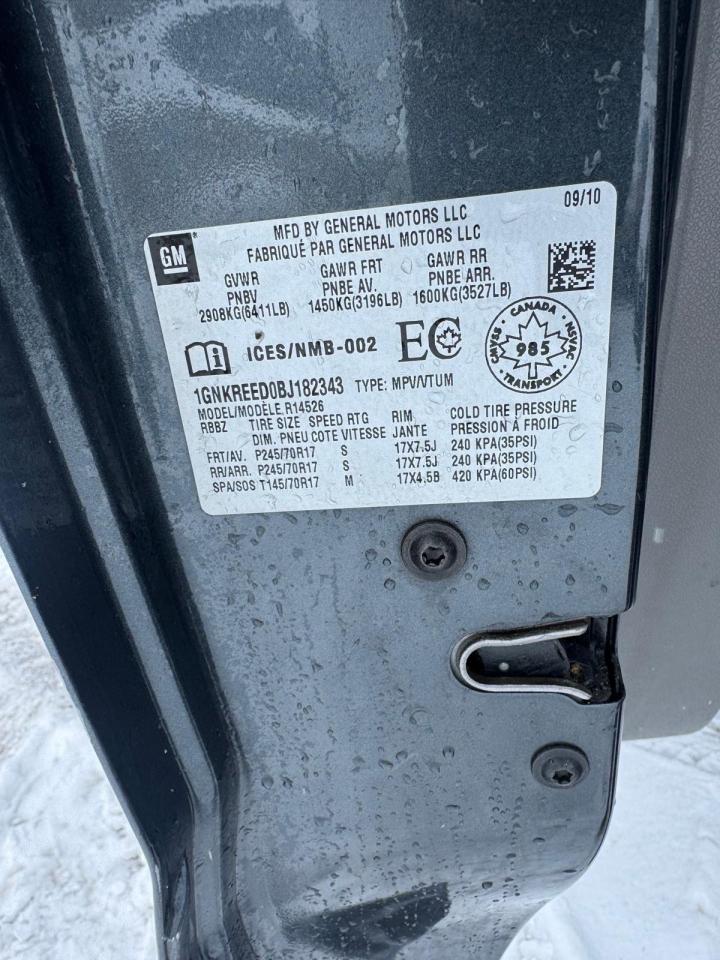 09/10
MFD BY GENERAL MOTORS LLC
FABRIQUÉ PAR GENERAL MOTORS LLC
GM
GVWR GAWR FRT GAWR RR
PNBV PNBE AV. PNBE ARR.
2908KG(6411LB) 1450KG(3196LB) 1600KG(3527LB)
ICES/NMB-002 EC
CANADA
CMVSS NSVAC
985
TRANSPORT
1GNKREED0BJ182343 TYPE: MPV/VTUM
MODEL/MODÈLE R14526
RBBZ TIRE SIZE SPEED RTG RIM COLD TIRE PRESSURE
DIM. PNEU COTE VITESSE JANTE PRESSION À FROID
FRT/AV. P245/70R17 S 17X7.5J 240 KPA(35PSI)
RR/ARR. P245/70R17 S 17X7.5J 240 KPA(35PSI)
SPA/SOS T145/70R17 M 17X4.5B 420 KPA(60PSI)